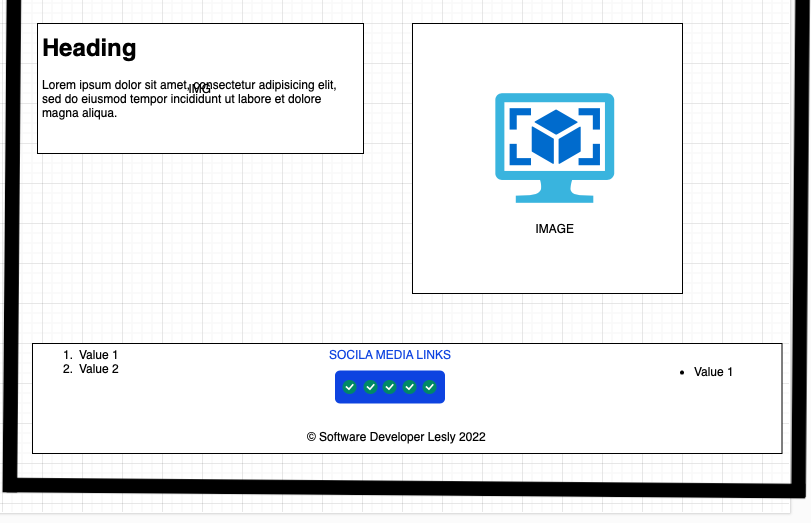 Heading
Lorem ipsum dolor sit amet, consectetur adipisicing elit,
IMG
sed do eiusmod tempor incididunt ut labore et dolore
magna aliqua.
IMAGE
1. Value 1
2. Value 2
SOCILA MEDIA LINKS
• Value 1
© Software Developer Lesly 2022